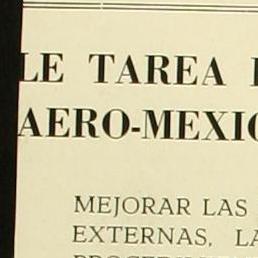 LE TAREA
AERO-MEXIC
MEJORAR LAS
EXTERNAS, LA